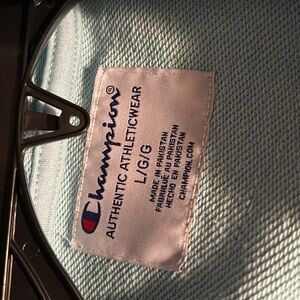 Champion®
AUTHENTIC ATHLETICWEAR
L/G/G
MADE IN PAKISTAN
FABRIQUÉ AU PAKISTAN
HECHO EN PAKISTAN
CHAMPION.COM